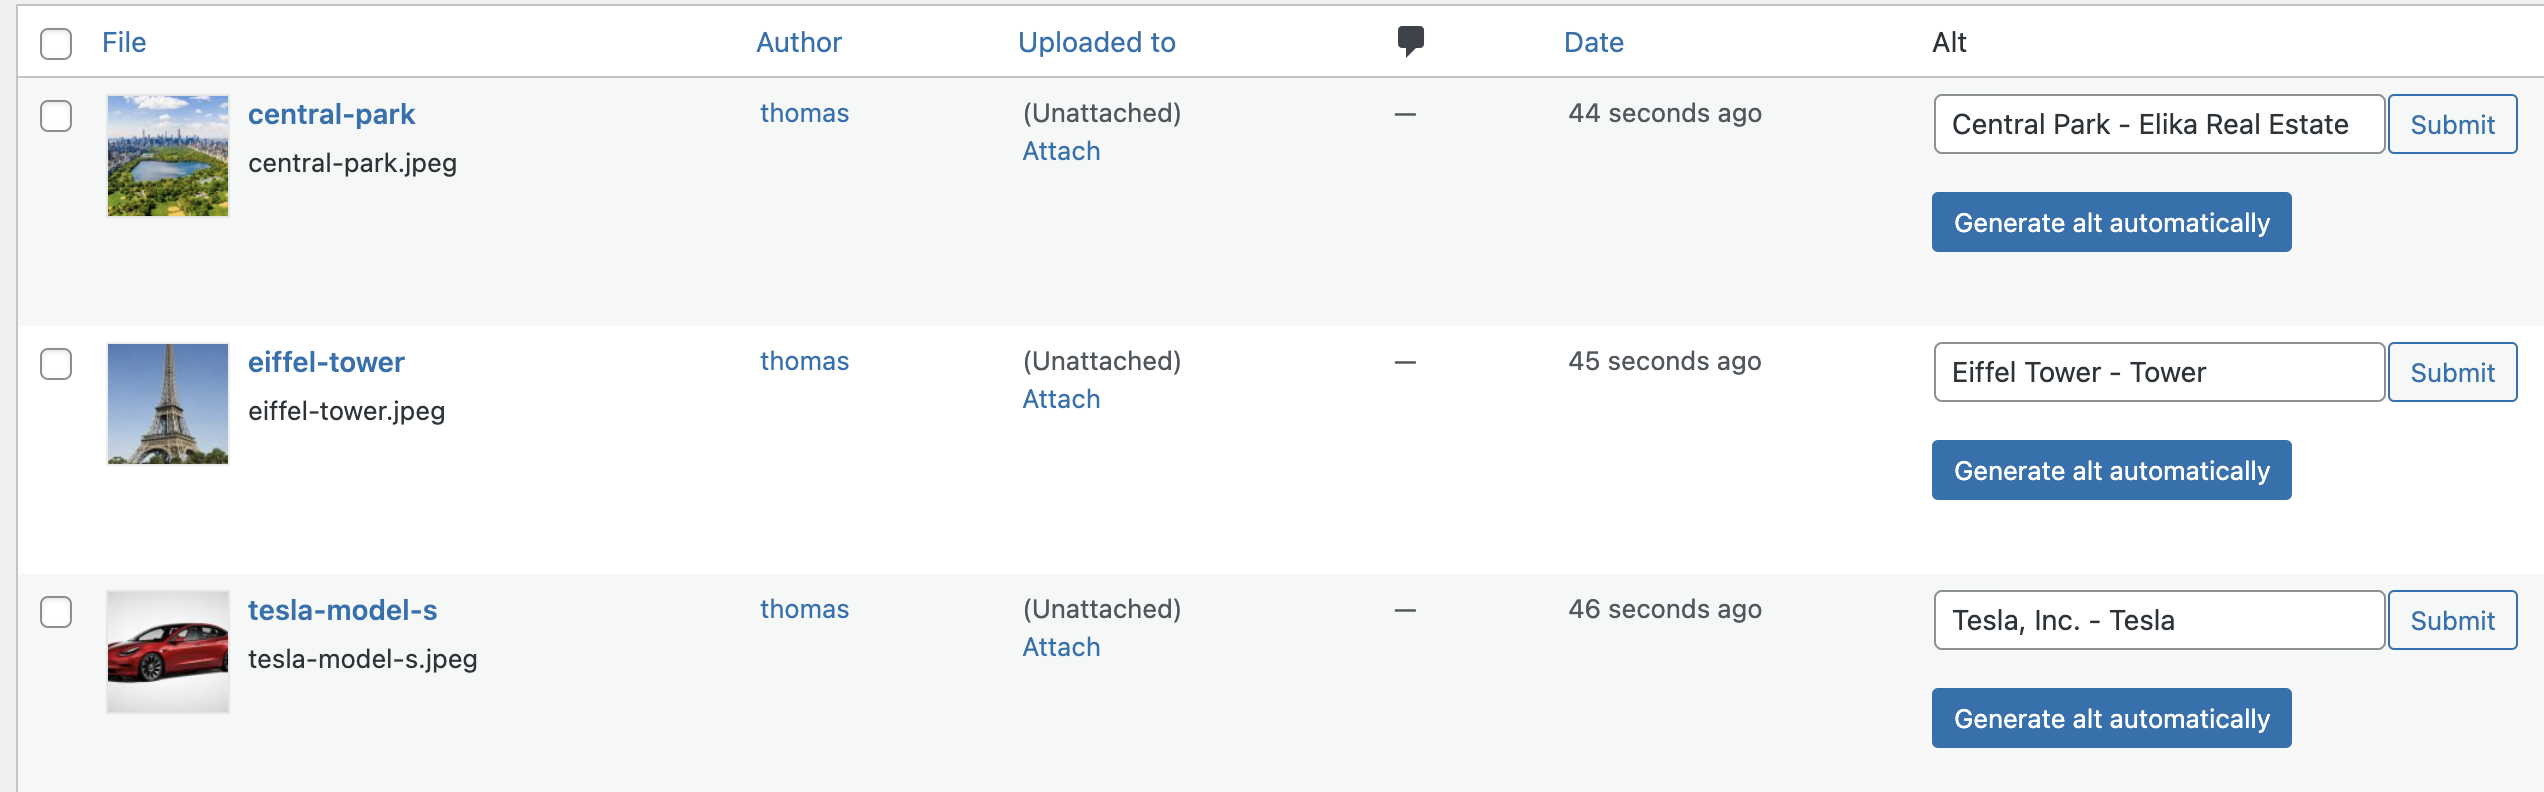 File Author Uploaded to Date Alt
central-park thomas (Unattached) — 44 seconds ago Central Park - Elika Real Estate Submit
central-park.jpeg Attach
Generate alt automatically
eiffel-tower thomas (Unattached) — 45 seconds ago Eiffel Tower - Tower Submit
eiffel-tower.jpeg Attach
Generate alt automatically
tesla-model-s thomas (Unattached) — 46 seconds ago Tesla, Inc. - Tesla Submit
tesla-model-s.jpeg Attach
Generate alt automatically